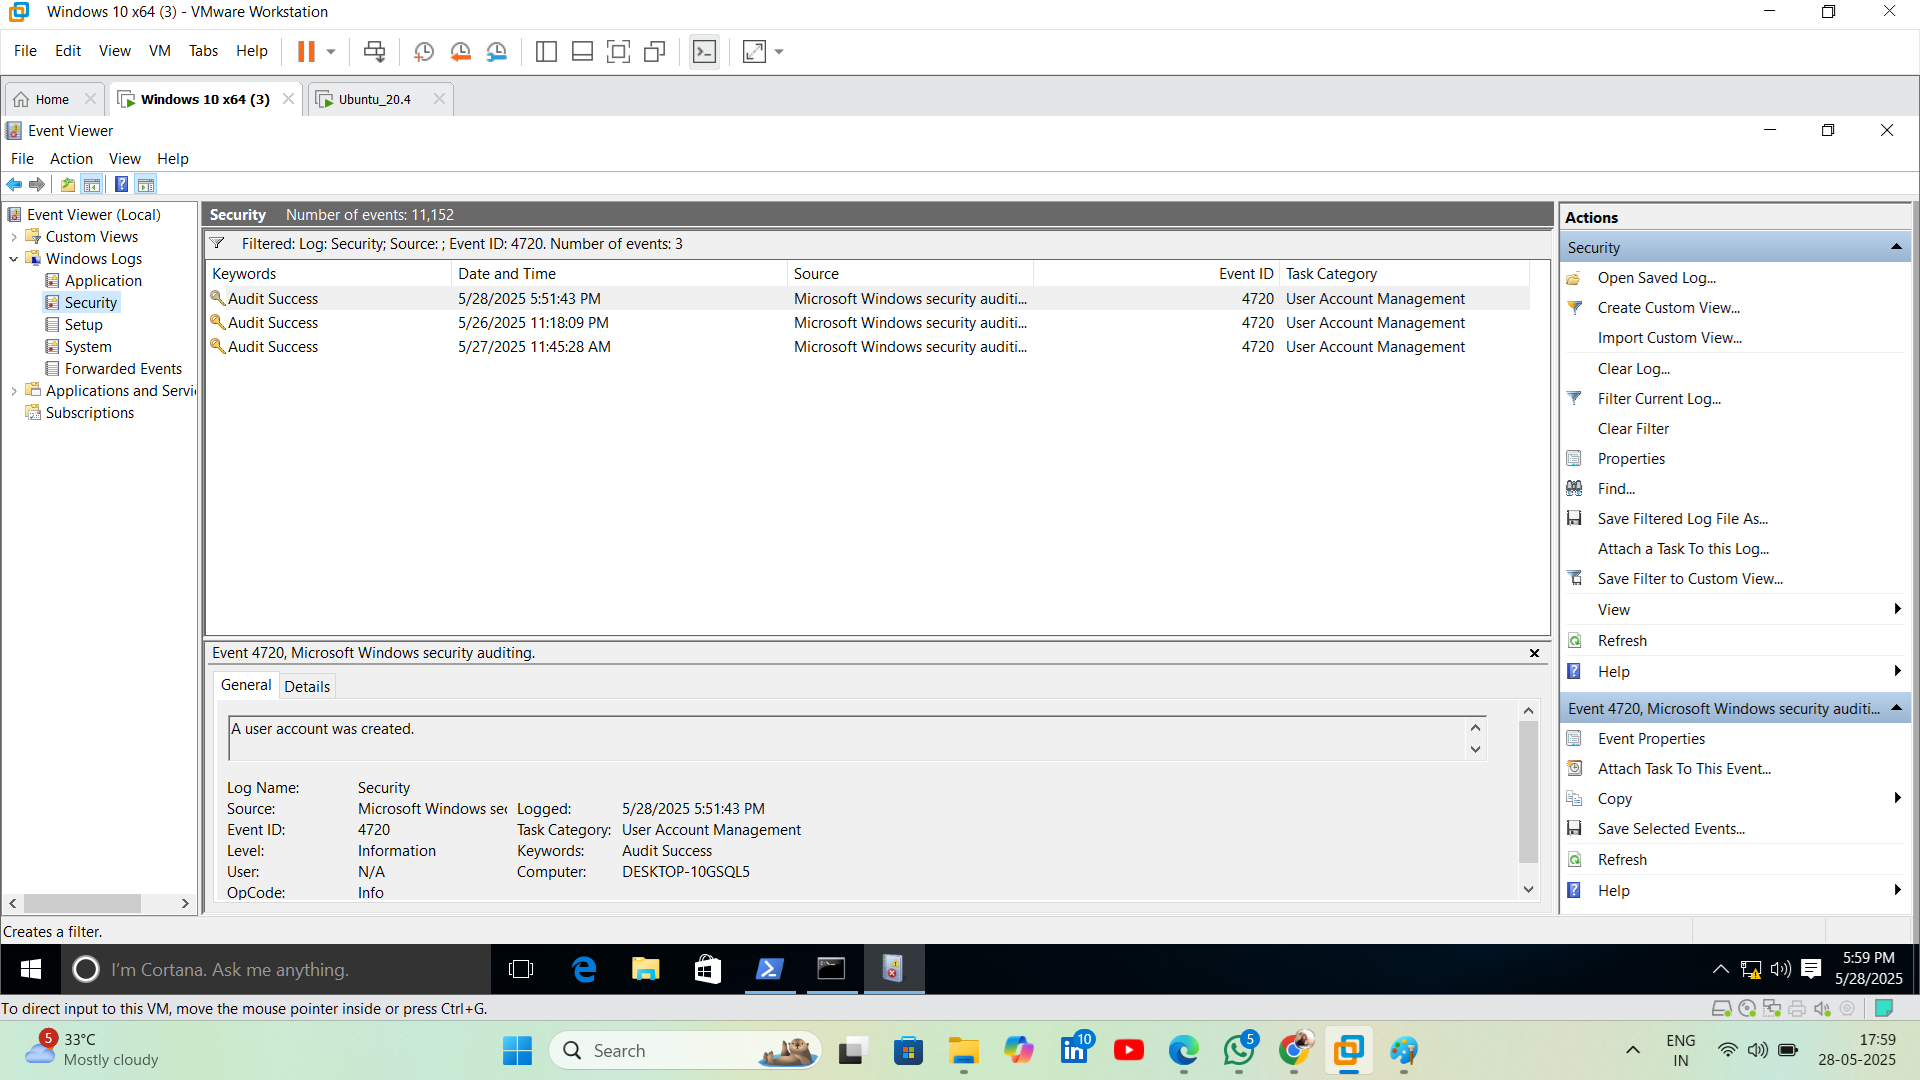 Windows 10 x64 (3) - VMware Workstation
File Edit View VM Tabs Help
Home Windows 10 x64 (3) Ubuntu_20.4
Event Viewer
File Action View Help
Event Viewer (Local)
Custom Views
Windows Logs
Application
Security
Setup
System
Forwarded Events
Applications and Servi
Subscriptions
Security Number of events: 11,152
Filtered: Log: Security; Source: ; Event ID: 4720. Number of events: 3
Keywords Date and Time Source Event ID Task Category
Audit Success 5/28/2025 5:51:43 PM Microsoft Windows security auditi... 4720 User Account Management
Audit Success 5/26/2025 11:18:09 PM Microsoft Windows security auditi... 4720 User Account Management
Audit Success 5/27/2025 11:45:28 AM Microsoft Windows security auditi... 4720 User Account Management
Event 4720, Microsoft Windows security auditing.
General Details
A user account was created.
Log Name: Security
Source: Microsoft Windows sec Logged: 5/28/2025 5:51:43 PM
Event ID: 4720 Task Category: User Account Management
Level: Information Keywords: Audit Success
User: N/A Computer: DESKTOP-10GSQL5
OpCode: Info
Actions
Security
Open Saved Log...
Create Custom View...
Import Custom View...
Clear Log...
Filter Current Log...
Clear Filter
Properties
Find...
Save Filtered Log File As...
Attach a Task To this Log...
Save Filter to Custom View...
View
Refresh
Help
Event 4720, Microsoft Windows security auditi...
Event Properties
Attach Task To This Event...
Copy
Save Selected Events...
Refresh
Help
Creates a filter.
I'm Cortana. Ask me anything.
5:59 PM
5/28/2025
To direct input to this VM, move the mouse pointer inside or press Ctrl+G.
5
33°C
Mostly cloudy
Search
10
5
ENG
IN
17:59
28-05-2025